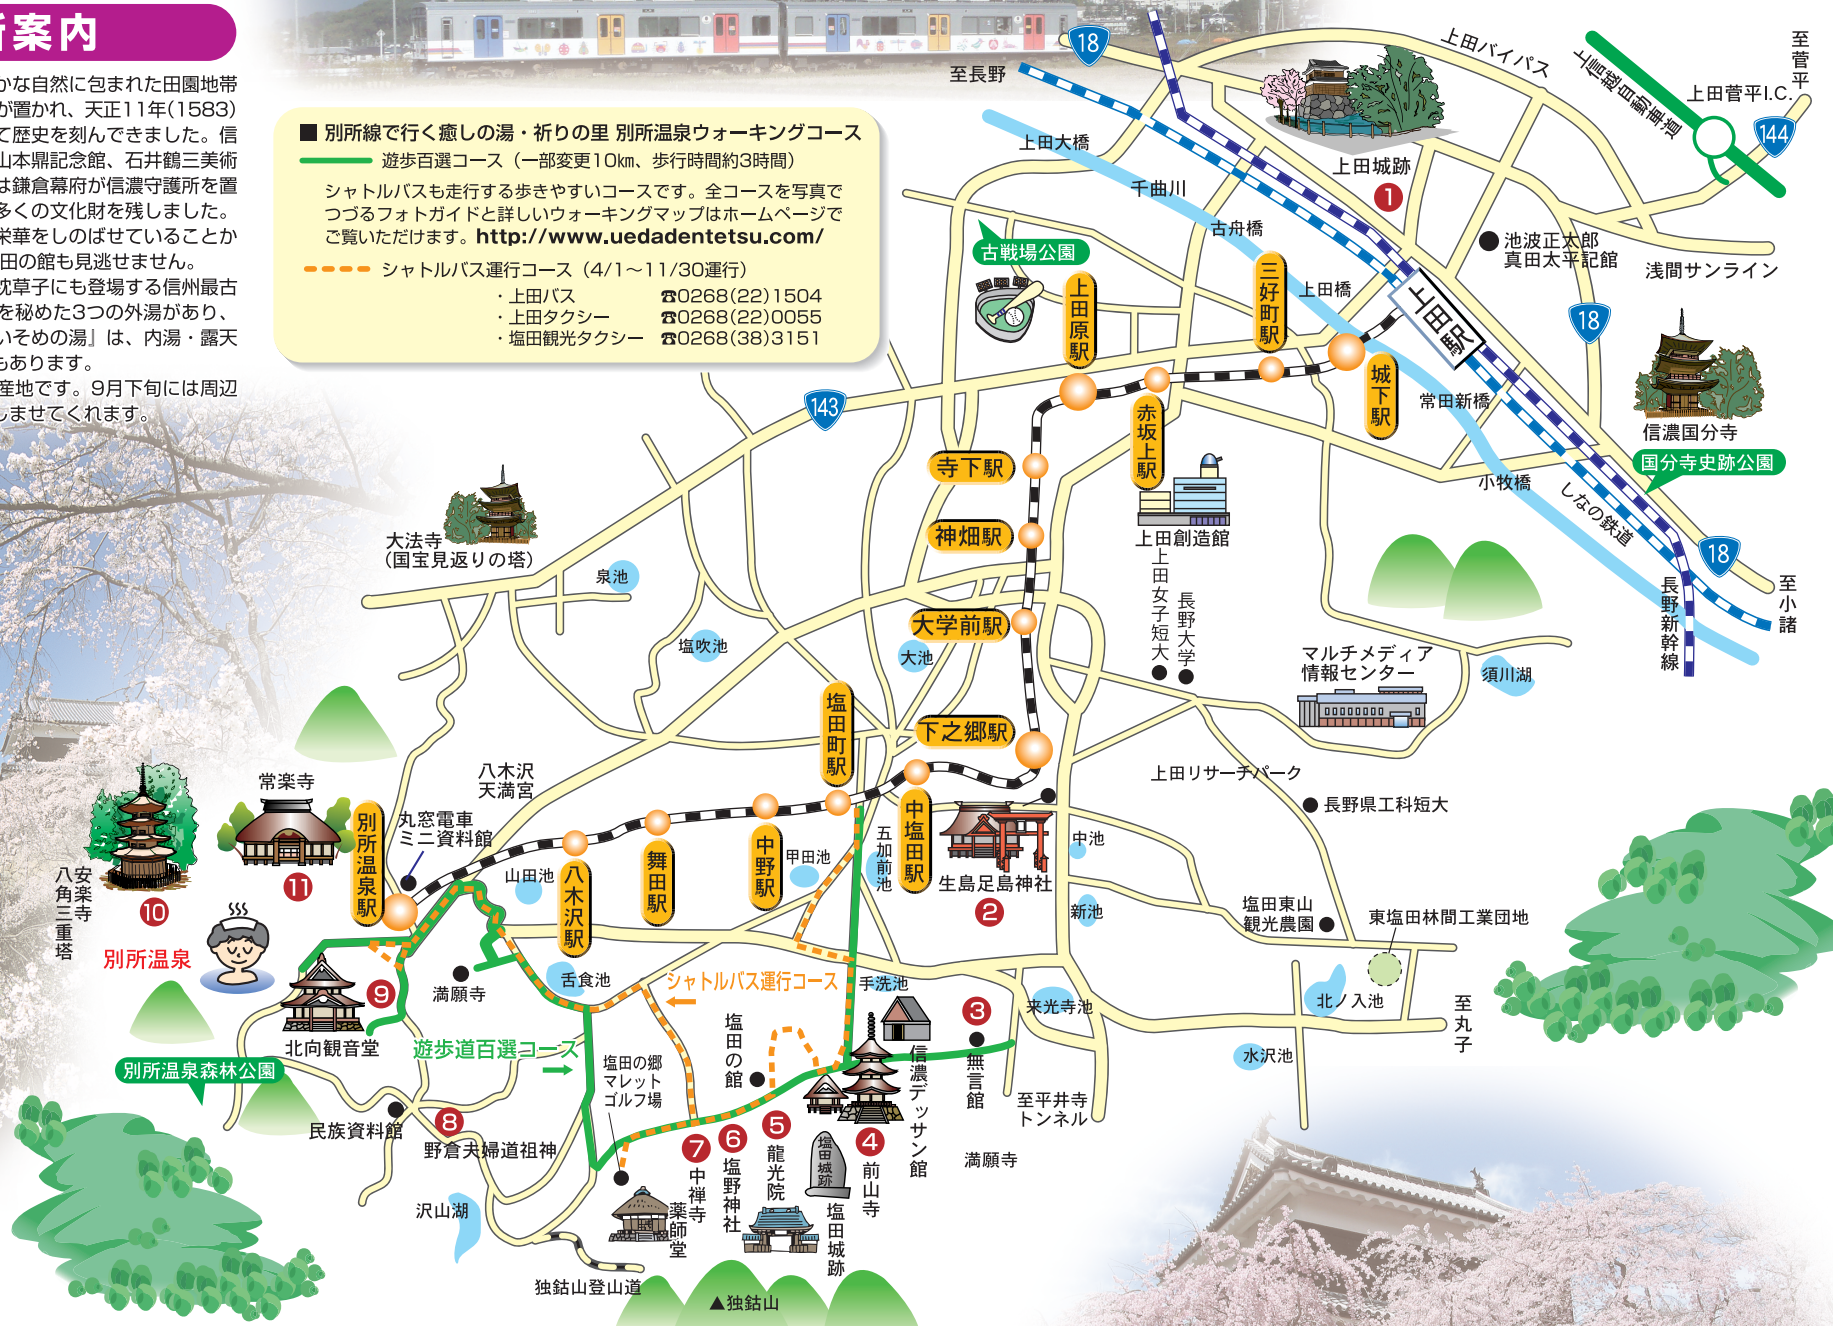 所案内
かな自然に包まれた田園地帯
が置かれ、天正11年(1583)
て歴史を刻んできました。信
山本鼎記念館、石井鶴三美術
は鎌倉幕府が信濃守護所を置
多くの文化財を残しました。
栄華をしのばせていることか
田の館も見逃せません。
枕草子にも登場する信州最古
を秘めた3つの外湯があり、
いそめの湯』は、内湯・露天
もあります。
産地です。9月下旬には周辺
しませてくれます。
■ 別所線で行く癒しの湯・祈りの里 別所温泉ウォーキングコース
遊歩百選コース（一部変更10㎞、歩行時間約3時間）
シャトルバスも走行する歩きやすいコースです。全コースを写真で
つづるフォトガイドと詳しいウォーキングマップはホームページで
ご覧いただけます。http://www.uedadentetsu.com/
シャトルバス運行コース（4/1〜11/30運行）
・上田バス ☎0268(22)1504
・上田タクシー ☎0268(22)0055
・塩田観光タクシー ☎0268(38)3151
至長野
18
上田バイパス
上信越自動車道
至菅平
上田菅平I.C.
144
上田大橋
千曲川
古舟橋
上田城跡
1
池波正太郎
真田太平記館
浅間サンライン
古戦場公園
上田原駅
三好町駅
上田橋
上田駅
18
城下駅
常田新橋
信濃国分寺
国分寺史跡公園
143
赤坂上駅
寺下駅
小牧橋
しなの鉄道
神畑駅
上田創造館
18
大法寺
(国宝見返りの塔)
泉池
上田女子短大
長野大学
長野新幹線
至小諸
大学前駅
塩吹池
大池
マルチメディア
情報センター
須川湖
塩田町駅
下之郷駅
上田リサーチパーク
長野県工科短大
八木沢
天満宮
常楽寺
11
別所温泉駅
丸窓電車
ミニ資料館
山田池
八木沢駅
舞田駅
中野駅
甲田池
五加前池
中塩田駅
生島足島神社
2
中池
新池
塩田東山
観光農園
東塩田林間工業団地
安楽寺
八角三重塔
10
別所温泉
9
北向観音堂
満願寺
舌食池
シャトルバス運行コース
手洗池
3
無言館
来光寺池
北ノ入池
至丸子
水沢池
別所温泉森林公園
遊歩道百選コース
塩田の郷
マレット
ゴルフ場
塩田の館
信濃デッサン館
至平井寺
トンネル
民族資料館
8
野倉夫婦道祖神
7
中禅寺
薬師堂
6
塩野神社
5
龍光院
塩田城跡
塩田城跡
4
前山寺
満願寺
沢山湖
独鈷山登山道
▲独鈷山